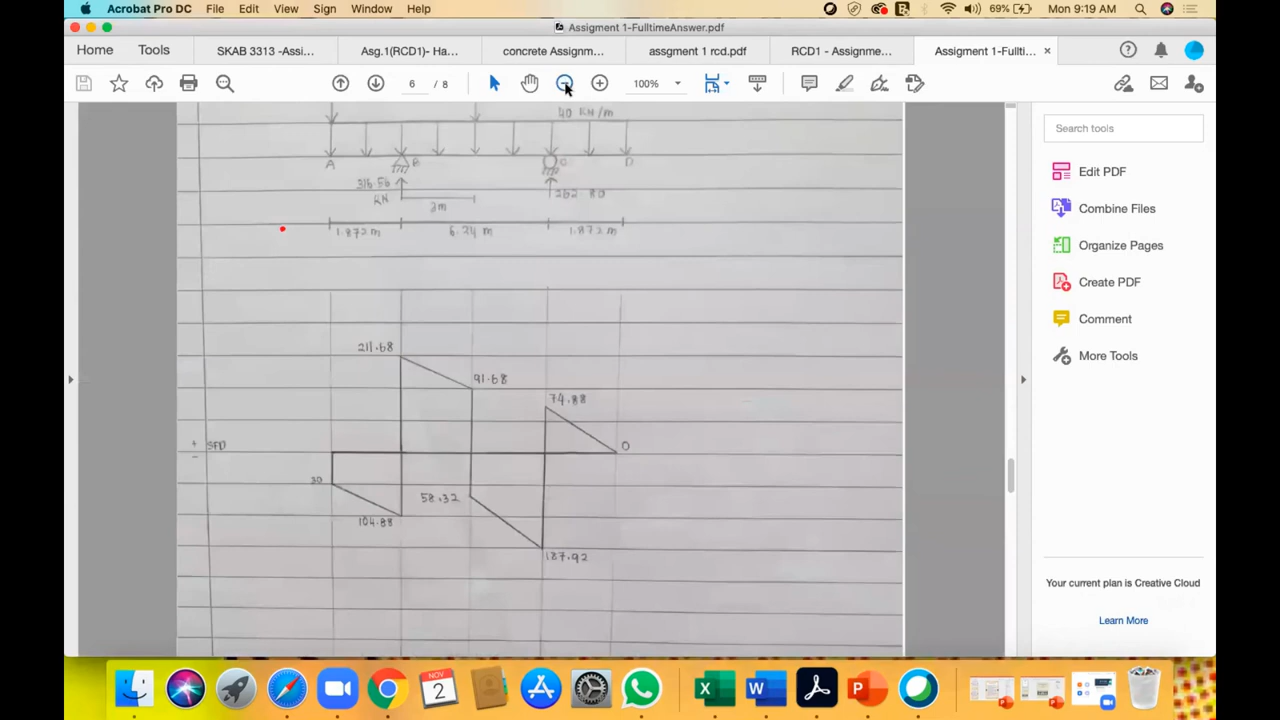 Acrobat Pro DC File Edit View Sign Window Help 69% Mon 9:19 AM
Assigment 1-FulltimeAnswer.pdf
Home Tools SKAB 3313 -Assi... Asg.1(RCD1)- Ha... concrete Assignm... assgment 1 rcd.pdf RCD1 - Assignme... Assigment 1-Fullti... ×
6 / 8 100%
40 KN/m
A B C D
316.56 KN
262.80
3m
1.872 m 6.24 m 1.872 m
211.68
91.68
74.88
+ SFD -
0
30
58.32
104.88
187.92
Search tools
Edit PDF
Combine Files
Organize Pages
Create PDF
Comment
More Tools
Your current plan is Creative Cloud
Learn More
NOV
2